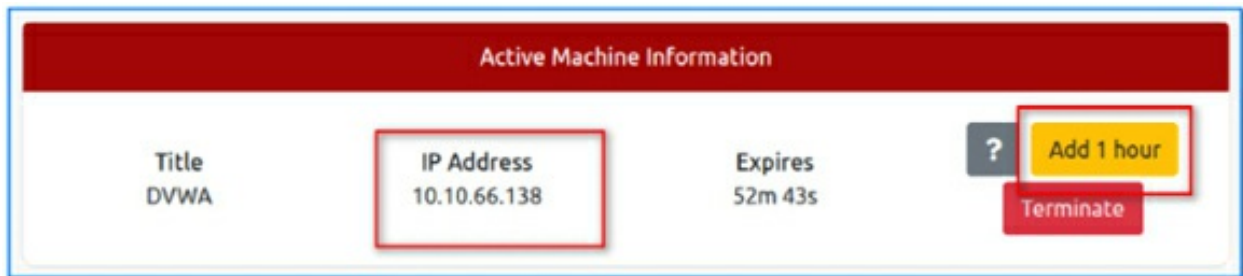 Active Machine Information
Title
DVWA
IP Address
10.10.66.138
Expires
52m 43s
?
Add 1 hour
Terminate